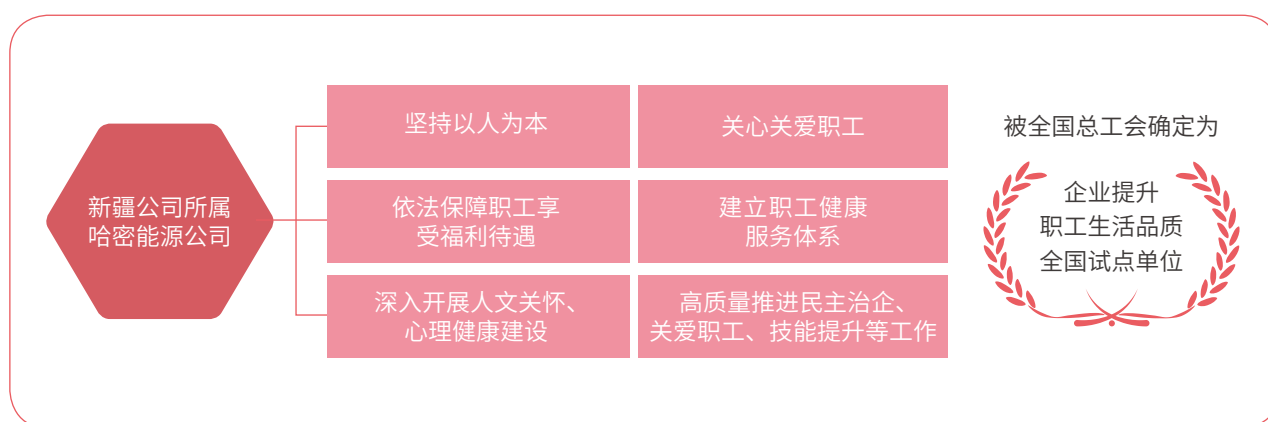 新疆公司所属
哈密能源公司
坚持以人为本
关心关爱职工
依法保障职工享
受福利待遇
建立职工健康
服务体系
深入开展人文关怀、
心理健康建设
高质量推进民主治企、
关爱职工、技能提升等工作
被全国总工会确定为
企业提升
职工生活品质
全国试点单位